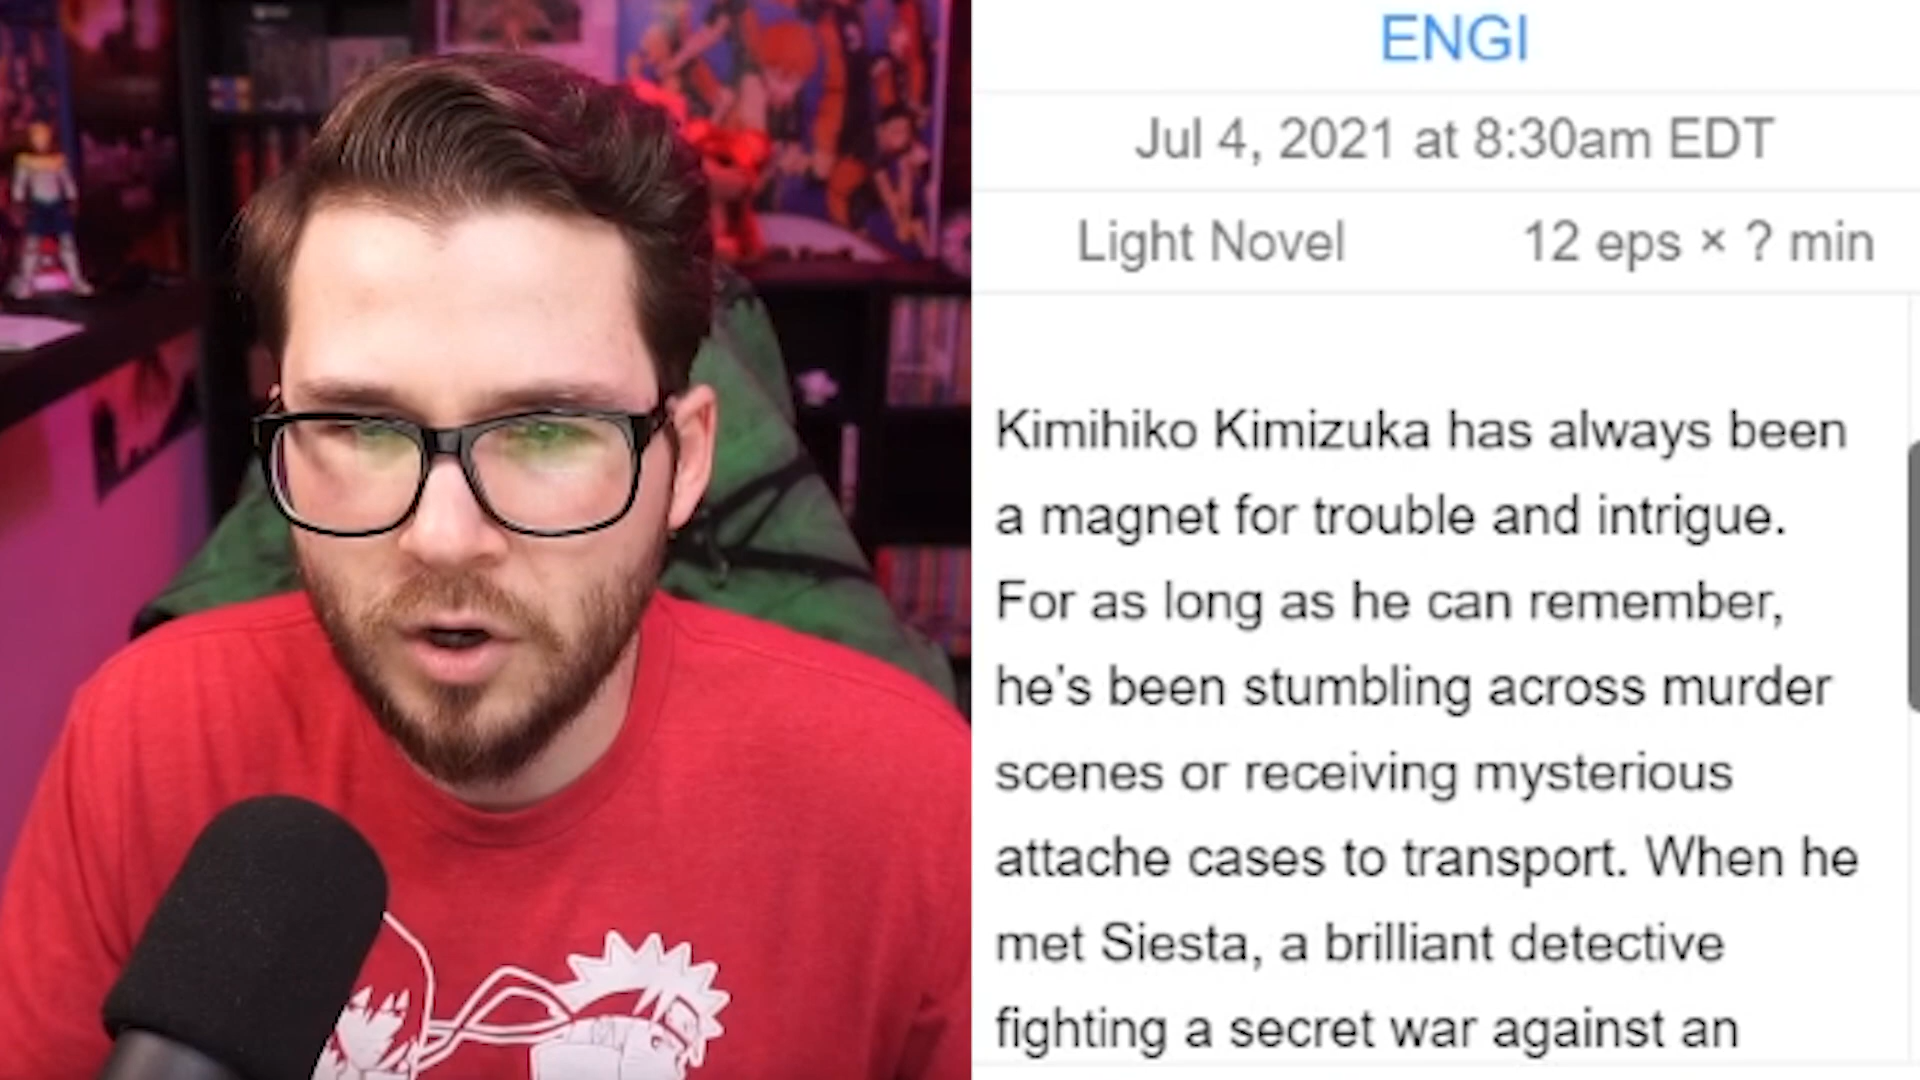 ENGI
Jul 4, 2021 at 8:30am EDT
Light Novel 12 eps × ? min
Kimihiko Kimizuka has always been
a magnet for trouble and intrigue.
For as long as he can remember,
he's been stumbling across murder
scenes or receiving mysterious
attache cases to transport. When he
met Siesta, a brilliant detective
fighting a secret war against an